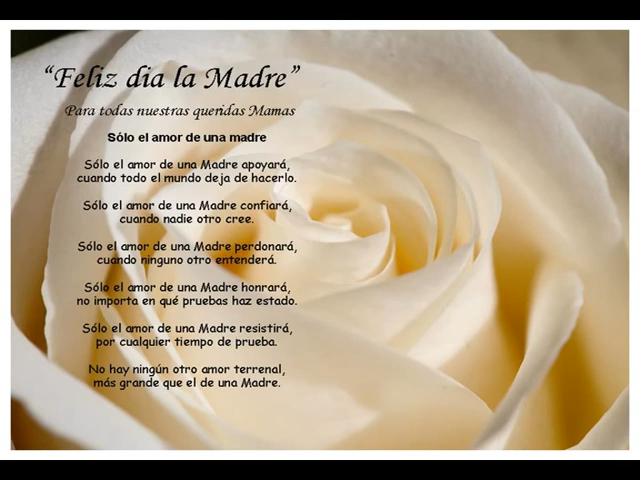 “Feliz dia la Madre”
Para todas nuestras queridas Mamas
Sólo el amor de una madre
Sólo el amor de una Madre apoyará,
cuando todo el mundo deja de hacerlo.
Sólo el amor de una Madre confiará,
cuando nadie otro cree.
Sólo el amor de una Madre perdonará,
cuando ninguno otro entenderá.
Sólo el amor de una Madre honrará,
no importa en qué pruebas haz estado.
Sólo el amor de una Madre resistirá,
por cualquier tiempo de prueba.
No hay ningún otro amor terrenal,
más grande que el de una Madre.